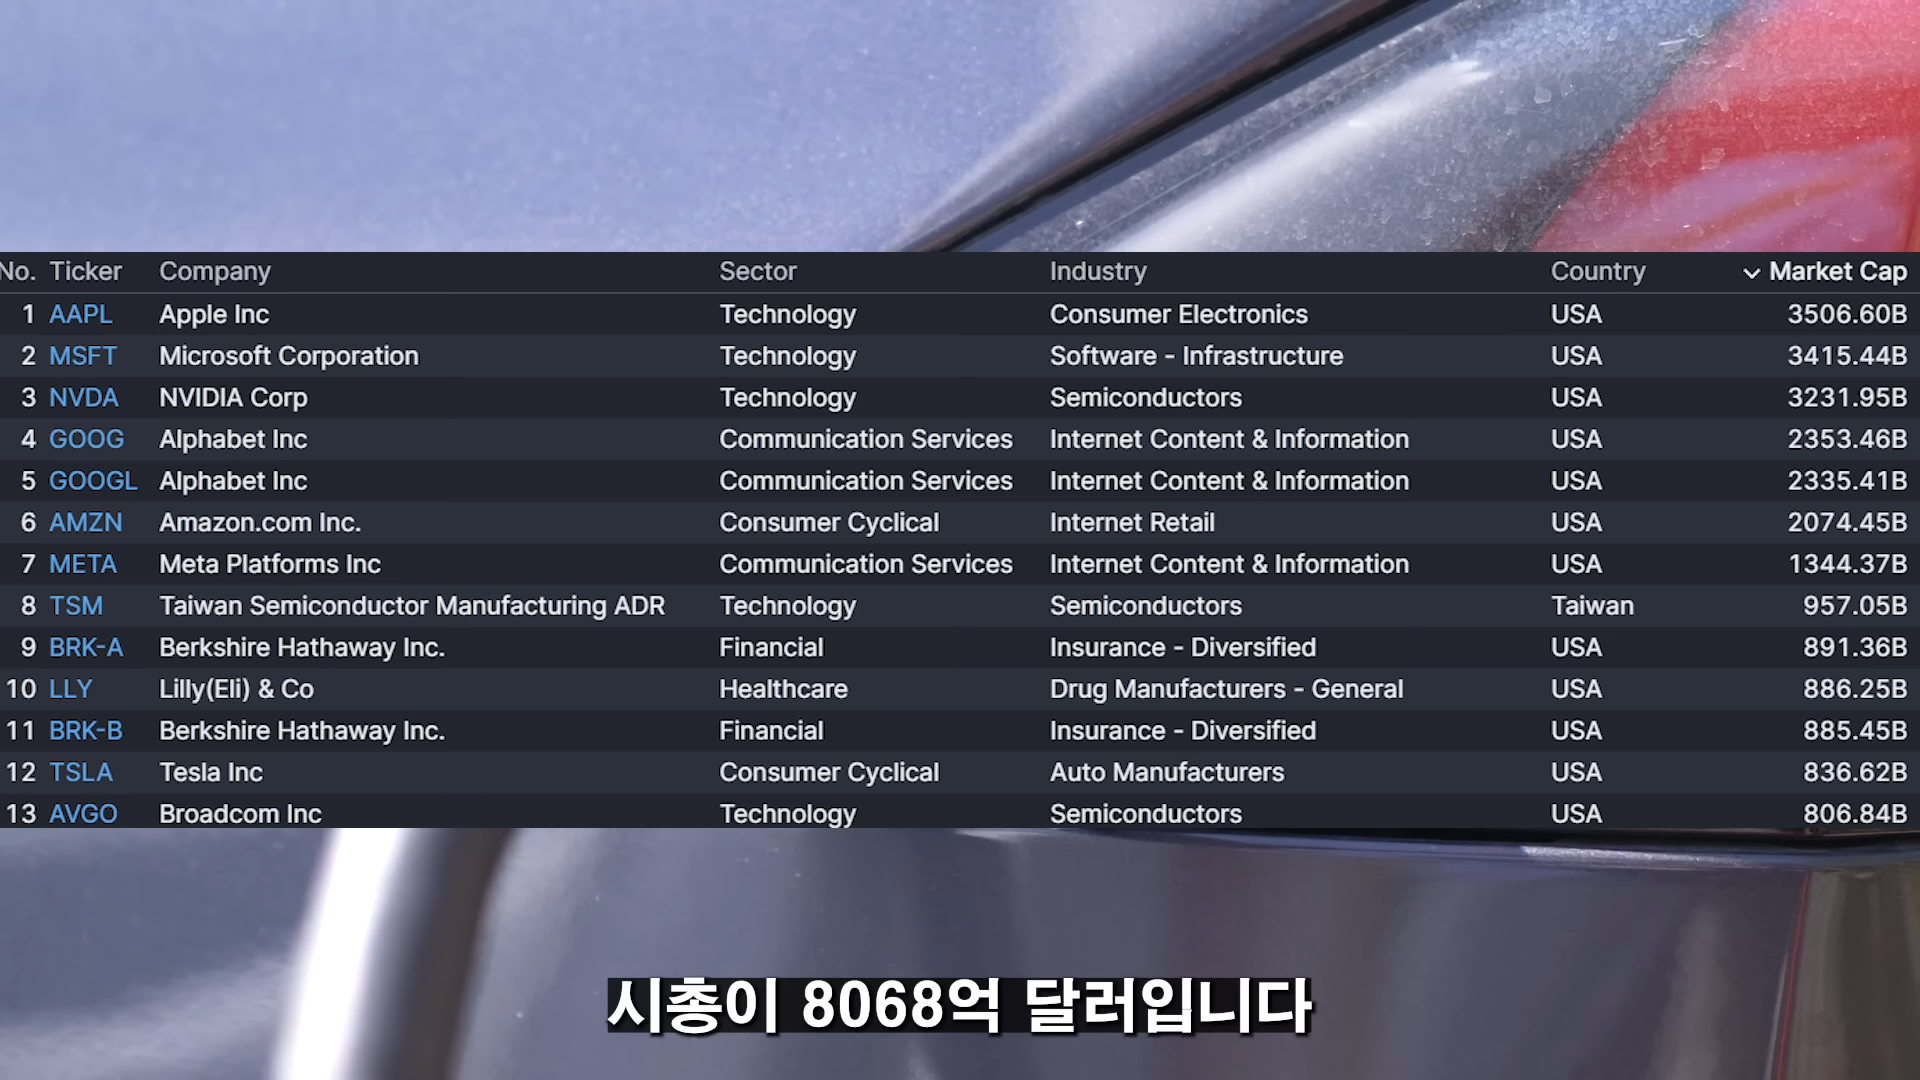 No. Ticker Company Sector Industry Country Market Cap
1 AAPL Apple Inc Technology Consumer Electronics USA 3506.60B
2 MSFT Microsoft Corporation Technology Software - Infrastructure USA 3415.44B
3 NVDA NVIDIA Corp Technology Semiconductors USA 3231.95B
4 GOOG Alphabet Inc Communication Services Internet Content & Information USA 2353.46B
5 GOOGL Alphabet Inc Communication Services Internet Content & Information USA 2335.41B
6 AMZN Amazon.com Inc. Consumer Cyclical Internet Retail USA 2074.45B
7 META Meta Platforms Inc Communication Services Internet Content & Information USA 1344.37B
8 TSM Taiwan Semiconductor Manufacturing ADR Technology Semiconductors Taiwan 957.05B
9 BRK-A Berkshire Hathaway Inc. Financial Insurance - Diversified USA 891.36B
10 LLY Lilly(Eli) & Co Healthcare Drug Manufacturers - General USA 886.25B
11 BRK-B Berkshire Hathaway Inc. Financial Insurance - Diversified USA 885.45B
12 TSLA Tesla Inc Consumer Cyclical Auto Manufacturers USA 836.62B
13 AVGO Broadcom Inc Technology Semiconductors USA 806.84B
시총이 8068억 달러입니다